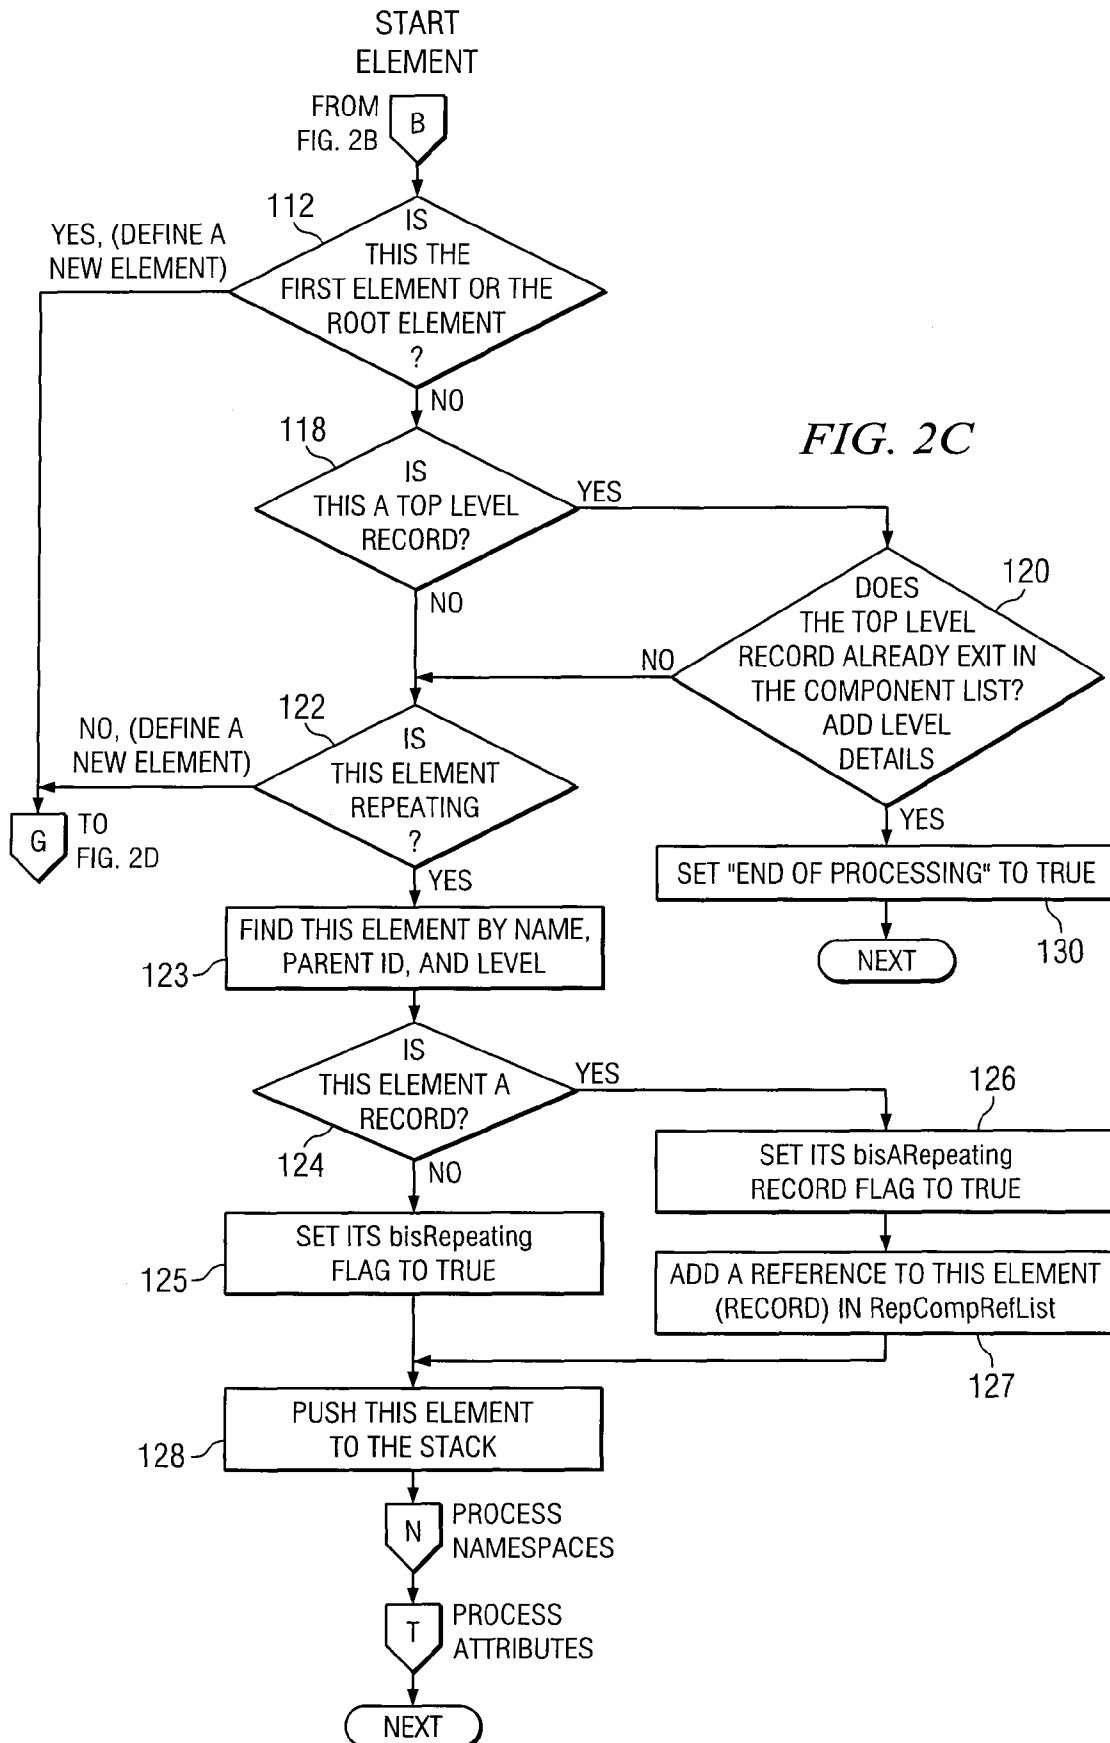 START
ELEMENT
FROM
FIG. 2B
B
112
IS
THIS THE
FIRST ELEMENT OR THE
ROOT ELEMENT
?
YES, (DEFINE A
NEW ELEMENT)
NO
FIG. 2C
118
IS
THIS A TOP LEVEL
RECORD?
YES
NO
120
DOES
THE TOP LEVEL
RECORD ALREADY EXIT IN
THE COMPONENT LIST?
ADD LEVEL
DETAILS
NO
YES
122
IS
THIS ELEMENT
REPEATING
?
NO, (DEFINE A
NEW ELEMENT)
G
TO
FIG. 2D
YES
SET "END OF PROCESSING" TO TRUE
130
NEXT
FIND THIS ELEMENT BY NAME,
PARENT ID, AND LEVEL
123
IS
THIS ELEMENT A
RECORD?
124
YES
NO
126
SET ITS bisARepeating
RECORD FLAG TO TRUE
SET ITS bisRepeating
FLAG TO TRUE
125
ADD A REFERENCE TO THIS ELEMENT
(RECORD) IN RepCompRefList
127
PUSH THIS ELEMENT
TO THE STACK
128
N
PROCESS
NAMESPACES
T
PROCESS
ATTRIBUTES
NEXT